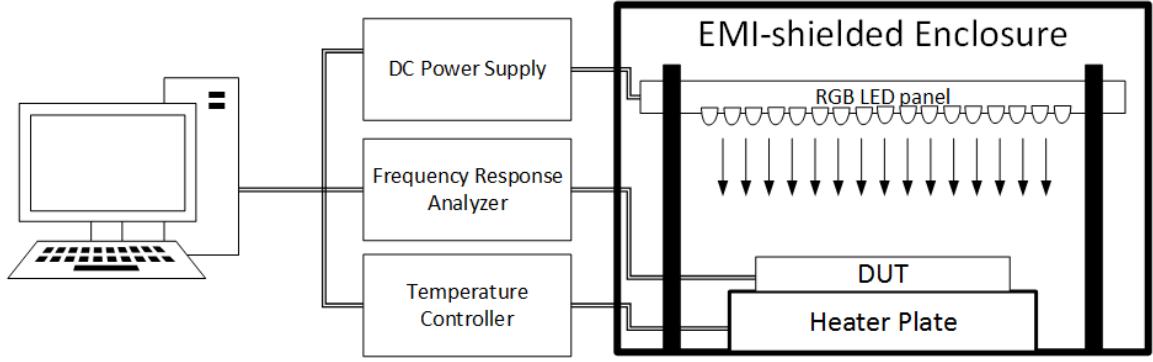 EMI-shielded Enclosure
DC Power Supply
RGB LED panel
Frequency Response
Analyzer
DUT
Temperature
Controller
Heater Plate